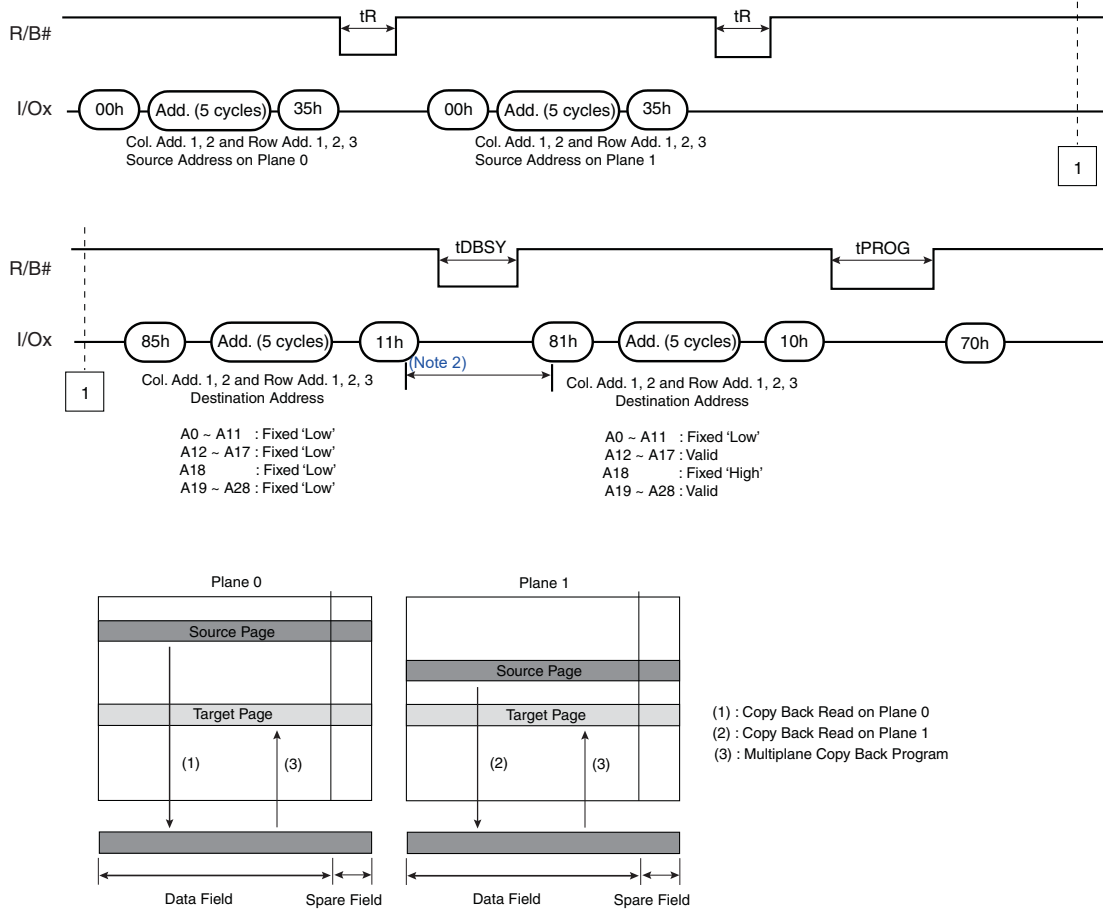 tR
tR
R/B#
I/Ox
00h
Add. (5 cycles)
35h
00h
Add. (5 cycles)
35h
Col. Add. 1, 2 and Row Add. 1, 2, 3
Source Address on Plane 0
Col. Add. 1, 2 and Row Add. 1, 2, 3
Source Address on Plane 1
1
tDBSY
tPROG
R/B#
I/Ox
85h
Add. (5 cycles)
11h
81h
Add. (5 cycles)
10h
70h
(Note 2)
1
Col. Add. 1, 2 and Row Add. 1, 2, 3
Destination Address
Col. Add. 1, 2 and Row Add. 1, 2, 3
Destination Address
A0 ~ A11 : Fixed ‘Low’
A12 ~ A17 : Fixed ‘Low’
A18 : Fixed ‘Low’
A19 ~ A28 : Fixed ‘Low’
A0 ~ A11 : Fixed ‘Low’
A12 ~ A17 : Valid
A18 : Fixed ‘High’
A19 ~ A28 : Valid
Plane 0
Source Page
Target Page
(1)
(3)
Data Field
Spare Field
Plane 1
Source Page
Target Page
(2)
(3)
Data Field
Spare Field
(1) : Copy Back Read on Plane 0
(2) : Copy Back Read on Plane 1
(3) : Multiplane Copy Back Program